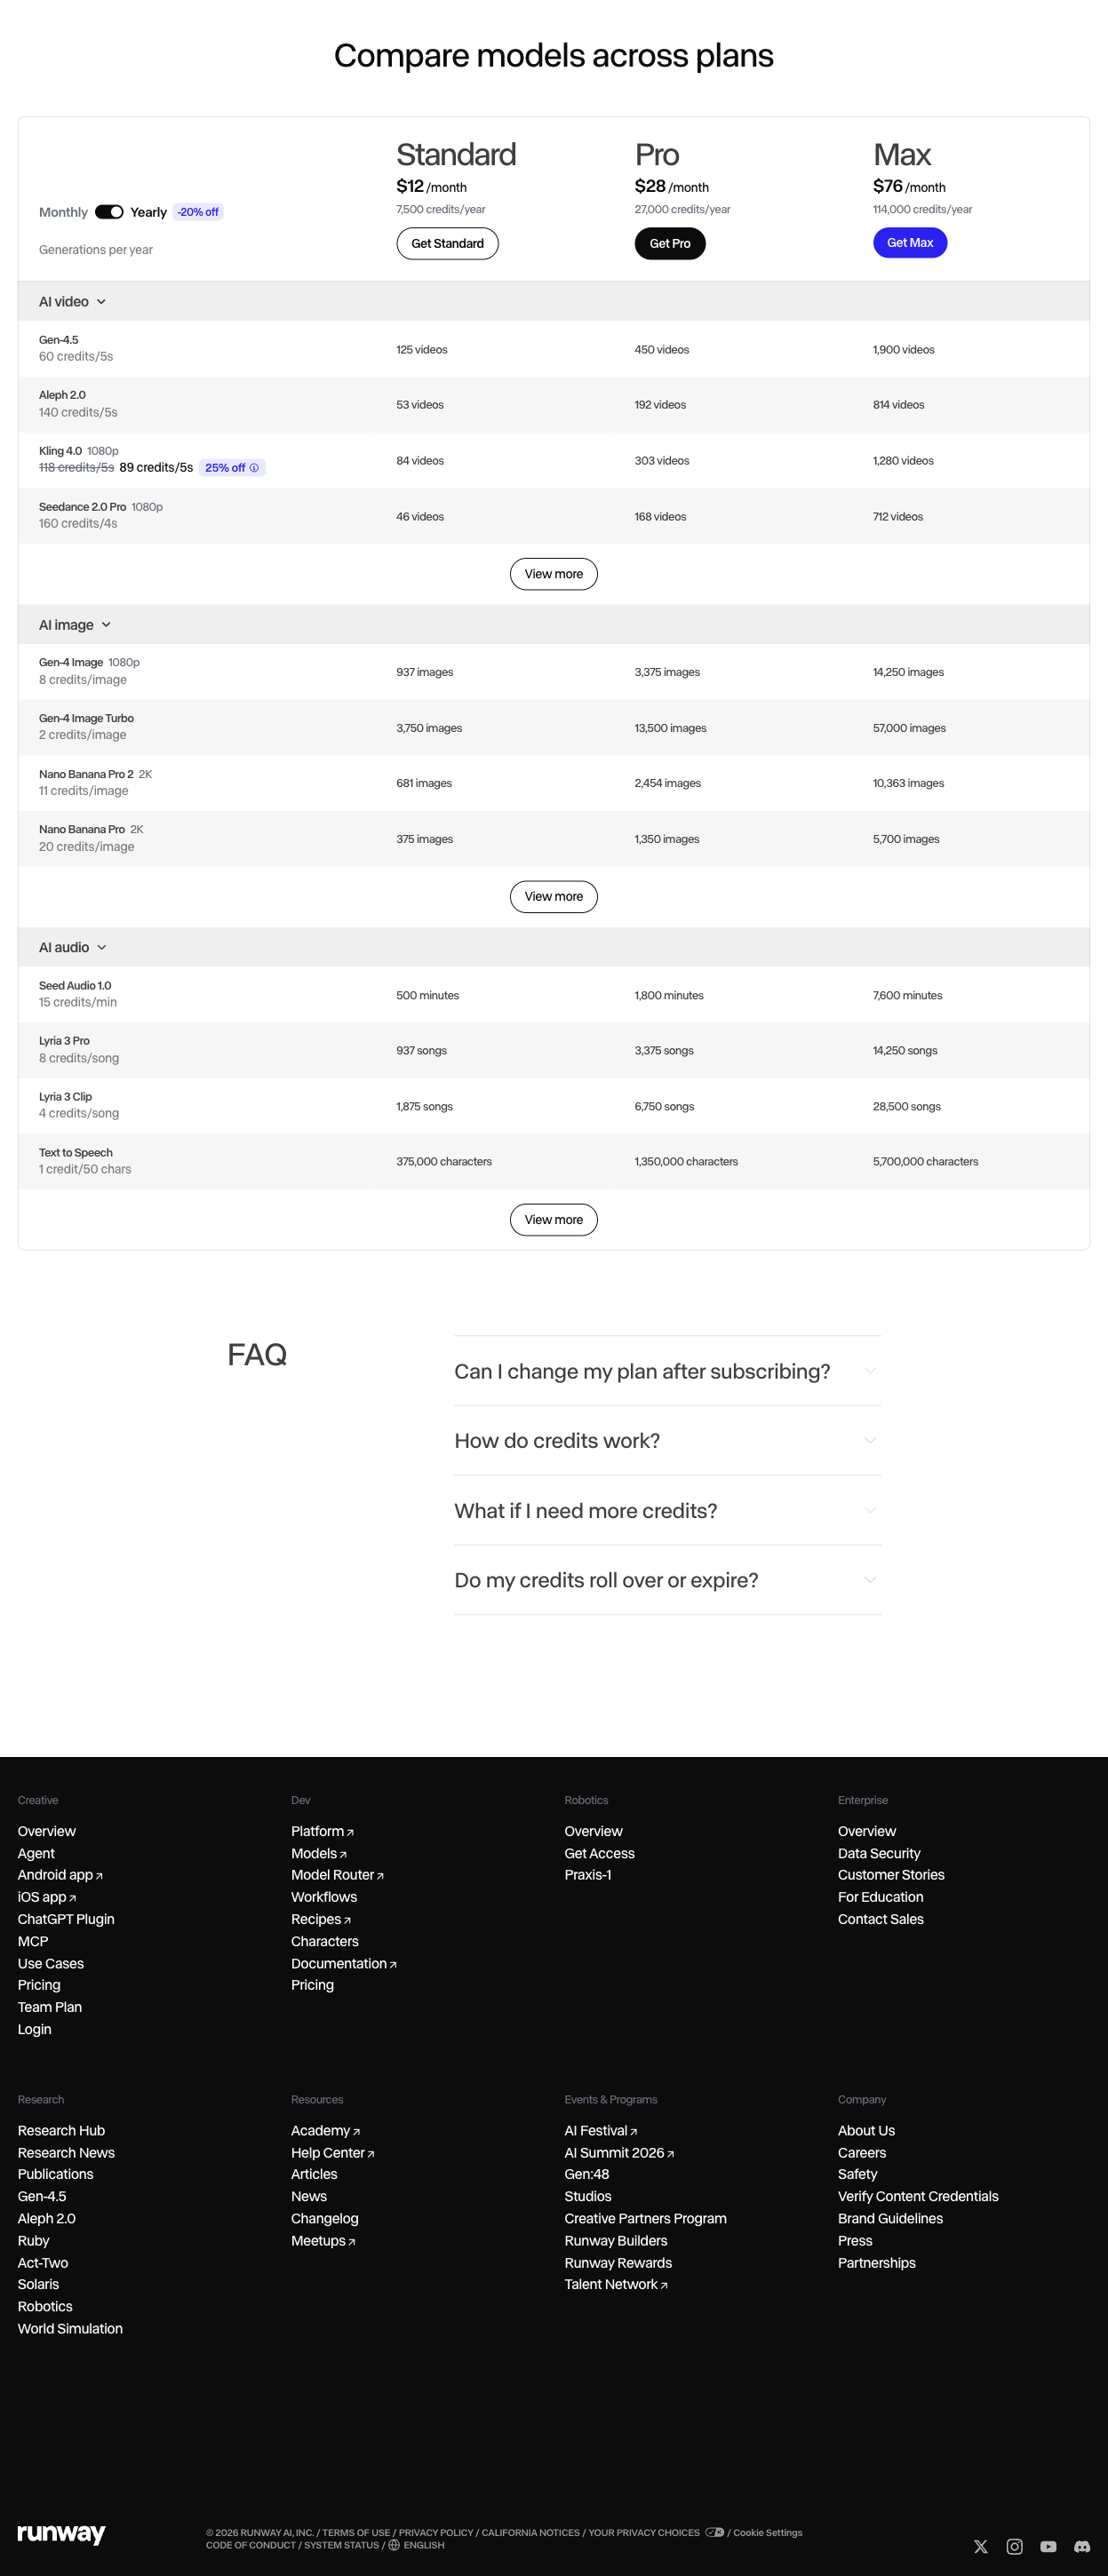 Compare models across plans
Standard
Pro
Max
$12 /month
$28 /month
$76 /month
Monthly Yearly -20% off
7,500 credits/year
27,000 credits/year
114,000 credits/year
Generations per year
Get Standard
Get Pro
Get Max
AI video
Gen-4.5
60 credits/5s
125 videos
450 videos
1,900 videos
Aleph 2.0
140 credits/5s
53 videos
192 videos
814 videos
Kling 4.0 1080p
118 credits/5s 89 credits/5s 25% off
84 videos
303 videos
1,280 videos
Seedance 2.0 Pro 1080p
160 credits/4s
46 videos
168 videos
712 videos
View more
AI image
Gen-4 Image 1080p
8 credits/image
937 images
3,375 images
14,250 images
Gen-4 Image Turbo
2 credits/image
3,750 images
13,500 images
57,000 images
Nano Banana Pro 2 2K
11 credits/image
681 images
2,454 images
10,363 images
Nano Banana Pro 2K
20 credits/image
375 images
1,350 images
5,700 images
View more
AI audio
Seed Audio 1.0
15 credits/min
500 minutes
1,800 minutes
7,600 minutes
Lyria 3 Pro
8 credits/song
937 songs
3,375 songs
14,250 songs
Lyria 3 Clip
4 credits/song
1,875 songs
6,750 songs
28,500 songs
Text to Speech
1 credit/50 chars
375,000 characters
1,350,000 characters
5,700,000 characters
View more
FAQ
Can I change my plan after subscribing?
How do credits work?
What if I need more credits?
Do my credits roll over or expire?
Creative
Overview
Agent
Android app ↗
iOS app ↗
ChatGPT Plugin
MCP
Use Cases
Pricing
Team Plan
Login
Dev
Platform ↗
Models ↗
Model Router ↗
Workflows
Recipes ↗
Characters
Documentation ↗
Pricing
Robotics
Overview
Get Access
Praxis-1
Enterprise
Overview
Data Security
Customer Stories
For Education
Contact Sales
Research
Research Hub
Research News
Publications
Gen-4.5
Aleph 2.0
Ruby
Act-Two
Solaris
Robotics
World Simulation
Resources
Academy ↗
Help Center ↗
Articles
News
Changelog
Meetups ↗
Events & Programs
AI Festival ↗
AI Summit 2026 ↗
Gen:48
Studios
Creative Partners Program
Runway Builders
Runway Rewards
Talent Network ↗
Company
About Us
Careers
Safety
Verify Content Credentials
Brand Guidelines
Press
Partnerships
runway
© 2026 RUNWAY AI, INC. / TERMS OF USE / PRIVACY POLICY / CALIFORNIA NOTICES / YOUR PRIVACY CHOICES / Cookie Settings
CODE OF CONDUCT / SYSTEM STATUS / ENGLISH